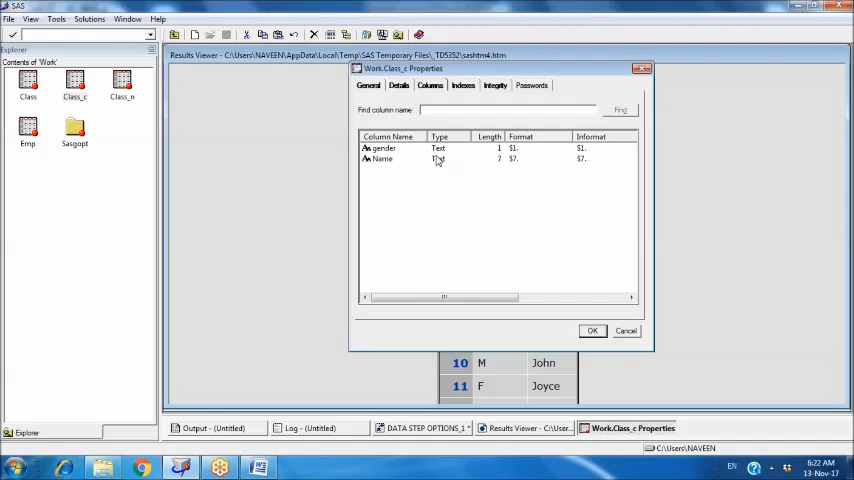 SAS
File View Tools Solutions Window Help
Explorer
Contents of 'Work'
Class Class_c Class_n
Emp Sasgopt
Explorer
Results Viewer - C:\Users\NAVEEN\AppData\Local\Temp\SAS Temporary Files\_TD5352\sashtm4.htm
Work.Class_c Properties
General Details Columns Indexes Integrity Passwords
Find column name: Find
Column Name Type Length Format Informat
gender Text 1 $1. $1.
Name Text 7 $7. $7.
OK Cancel
10 M John
11 F Joyce
Output - (Untitled) Log - (Untitled) DATA STEP OPTIONS_1 * Results Viewer - C:\User... Work.Class_c Properties
C:\Users\NAVEEN
EN 6:22 AM
13-Nov-17